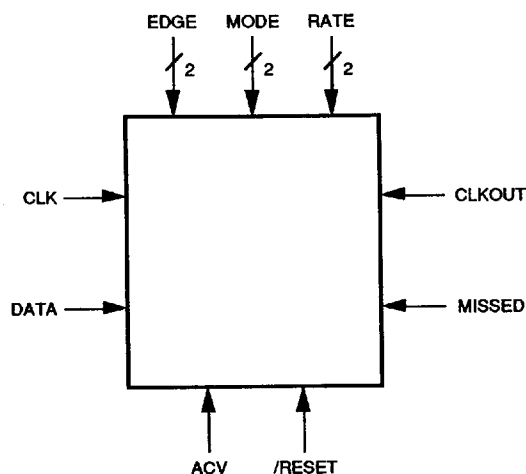 EDGE MODE RATE
2 2 2
CLK
CLKOUT
DATA
MISSED
ACV /RESET